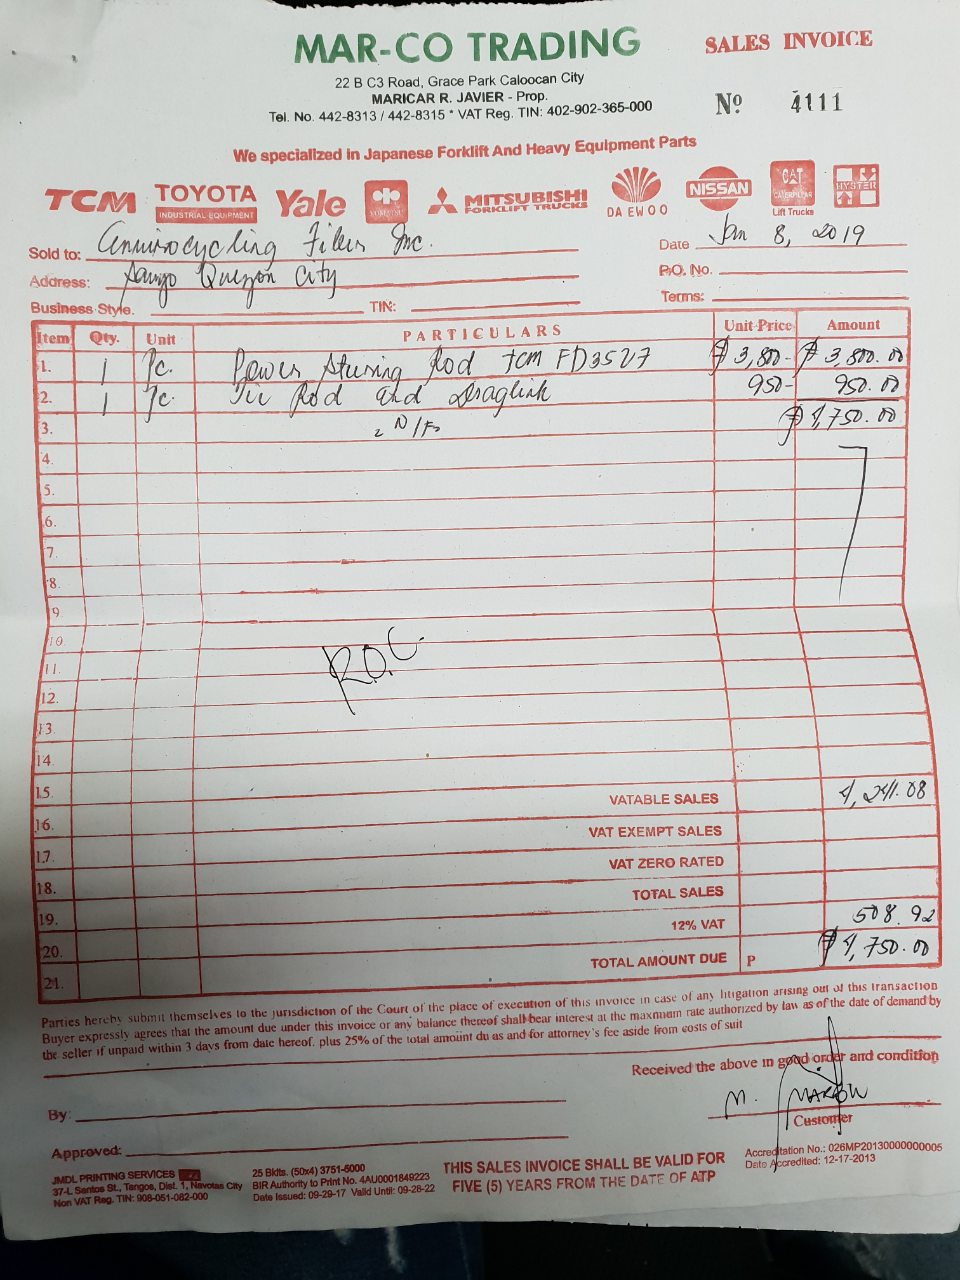 MAR-CO TRADING
SALES INVOICE
22 B C3 Road, Grace Park Caloocan City
MARICAR R. JAVIER - Prop.
Tel. No. 442-8313 / 442-8315 * VAT Reg. TIN: 402-902-365-000
Nº 4111
We specialized in Japanese Forklift And Heavy Equipment Parts
TCM TOYOTA INDUSTRIAL EQUIPMENT Yale KOMATSU MITSUBISHI FORKLIFT TRUCKS DAEWOO NISSAN CAT CATERPILLAR Lift Trucks HYSTER
Sold to: Inc. Date Jan 8, 2019
Address: Quezon City P.O. No.
Business Style. TIN: Terms:
Item Qty. Unit PARTICULARS Unit Price Amount
1. 1 Pc. Power Stering Rod TCM FD35Z7 ₱ 3,800- ₱ 3,800.00
2. 1 Pc. Tie Rod end Draglink 950- 950.00
3. ₱ 4,750.00
4.
5.
6.
7.
8.
9
10.
11.
12.
13.
14.
15. VATABLE SALES 4,241.08
16. VAT EXEMPT SALES
17. VAT ZERO RATED
18. TOTAL SALES
19. 12% VAT 508.92
20. TOTAL AMOUNT DUE P ₱ 4,750.00
21.
R.O.C.
Parties hereby submit themselves to the jurisdiction of the Court of the place of execution of this invoice in case of any litigation arising out of this transaction
Buyer expressly agrees that the amount due under this invoice or any balance thereof shall bear interest at the maxmum rate authorized by law as of the date of demand by
the seller if unpaid within 3 days from date hereof. plus 25% of the total amount du as and for attorney's fee aside from costs of suit
Received the above in good order and condition
By:
M.
Customer
Approved:
JMDL PRINTING SERVICES
37-L Santos St., Tangos, Dist. 1, Navotas City
Non VAT Reg. TIN: 908-051-082-000
25 Bklts. (50x4) 3751-5000
BIR Authority to Print No. 4AU0001849223
Date Issued: 09-29-17 Valid Until: 09-28-22
THIS SALES INVOICE SHALL BE VALID FOR
FIVE (5) YEARS FROM THE DATE OF ATP
Accreditation No.: 026MP20130000000005
Date Accredited: 12-17-2013